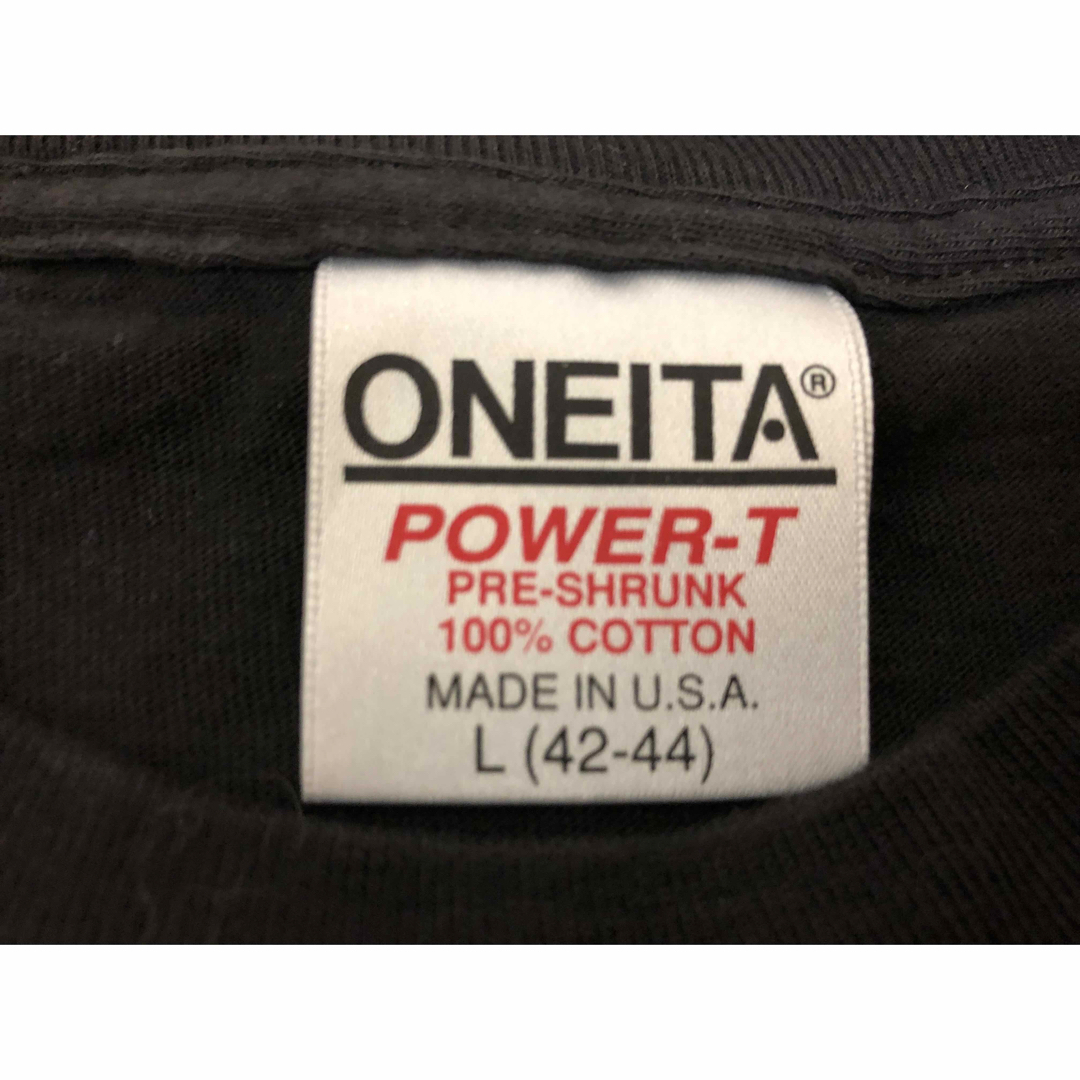 ONEITA®
POWER-T
PRE-SHRUNK
100% COTTON
MADE IN U.S.A.
L (42-44)